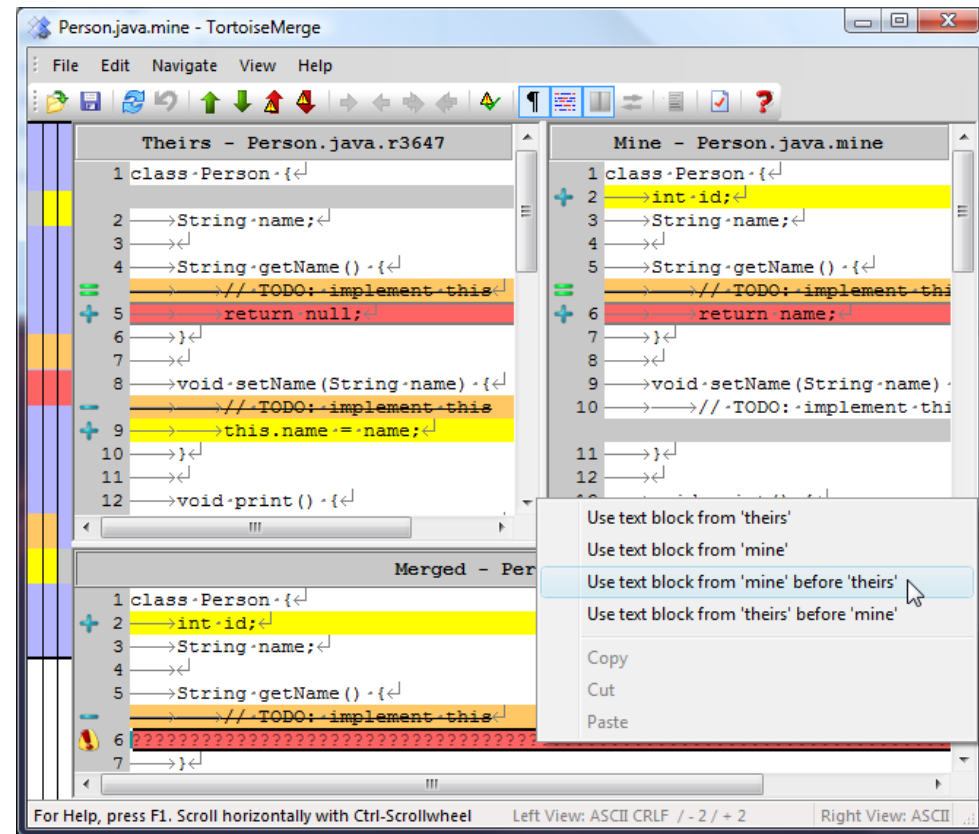 Person.java.mine - TortoiseMerge
File Edit Navigate View Help
Theirs - Person.java.r3647
1 class·Person·{
2 String·name;
3
4 String·getName()·{
//·TODO:·implement·this
5 return·null;
6 }
7
8 void·setName(String·name)·{
//·TODO:·implement·this
9 this.name·=·name;
10 }
11
12 void·print()·{
Mine - Person.java.mine
1 class·Person·{
2 int·id;
3 String·name;
4
5 String·getName()·{
//·TODO:·implement·thi
6 return·name;
7 }
8
9 void·setName(String·name)·
10 //·TODO:·implement·thi
11 }
12
Use text block from 'theirs'
Use text block from 'mine'
Use text block from 'mine' before 'theirs'
Use text block from 'theirs' before 'mine'
Copy
Cut
Paste
Merged - Per
1 class·Person·{
2 int·id;
3 String·name;
4
5 String·getName()·{
//·TODO:·implement·this
6 ????????????????????????????????????
7 }
For Help, press F1. Scroll horizontally with Ctrl-Scrollwheel Left View: ASCII CRLF / - 2 / + 2 Right View: ASCII